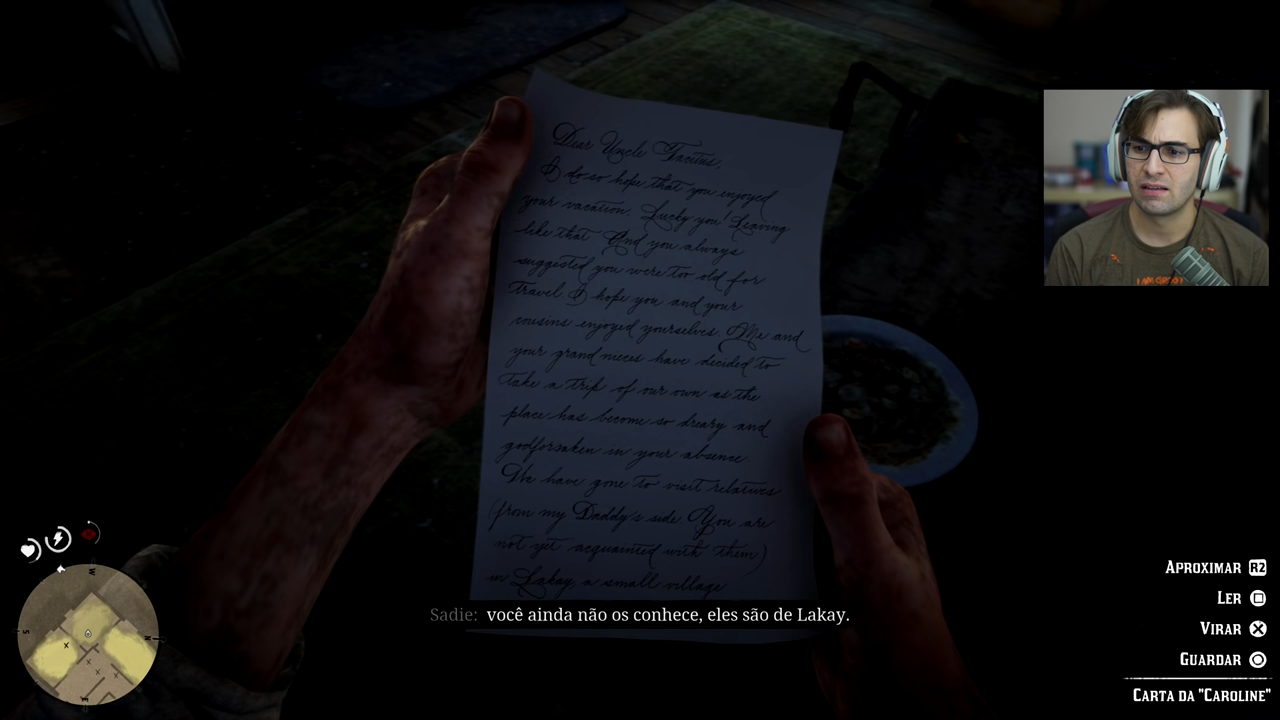 Dear Uncle Tacitus,
I do so hope that you enjoyed
your vacation. Lucky you! Leaving
like that. And you always
suggested you were too old for
travel I hope you and your
cousins enjoyed yourselves. Me and
your grand nieces have decided to
take a trip of our own as the
place has become so dreary and
godforsaken in your absence.
We have gone to visit relatives
(from my Daddy's side. You are
not yet acquainted with them)
in Lakay, a small village
Sadie: você ainda não os conhece, eles são de Lakay.
I AM GROOT
APROXIMAR R2
LER
VIRAR
GUARDAR
CARTA DA "CAROLINE"
W
S
N